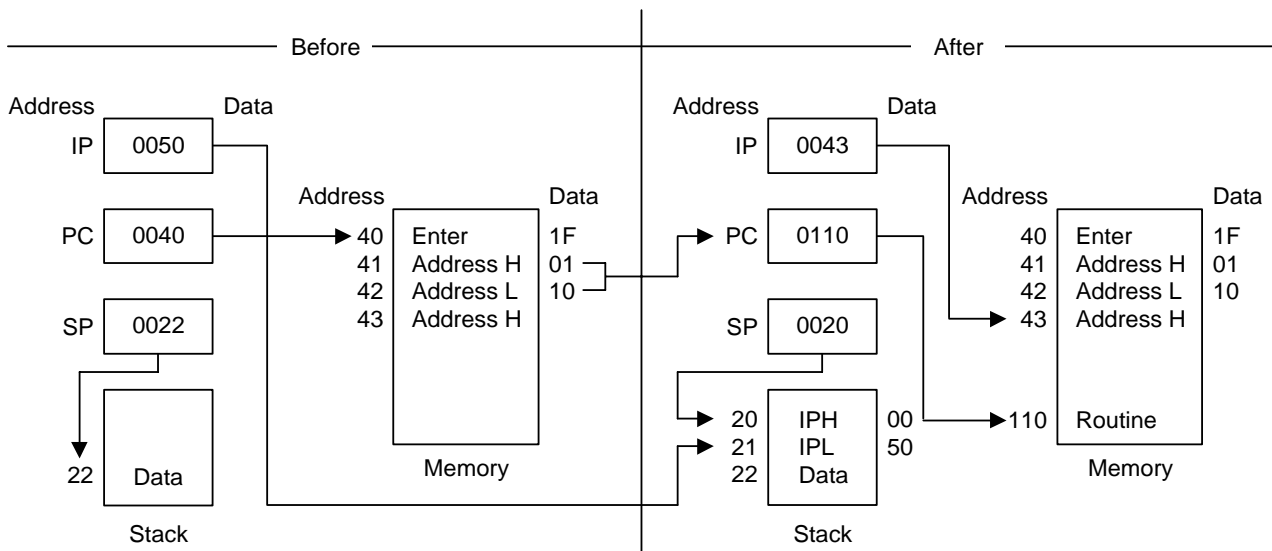 Before
After
Address Data
IP 0050
Address Data
PC 0040
40 Enter 1F
41 Address H 01
42 Address L 10
43 Address H
SP 0022
22 Data
Memory
Stack
Address Data
IP 0043
Address Data
PC 0110
40 Enter 1F
41 Address H 01
42 Address L 10
43 Address H
SP 0020
20 IPH 00
21 IPL 50
22 Data
110 Routine
Memory
Stack